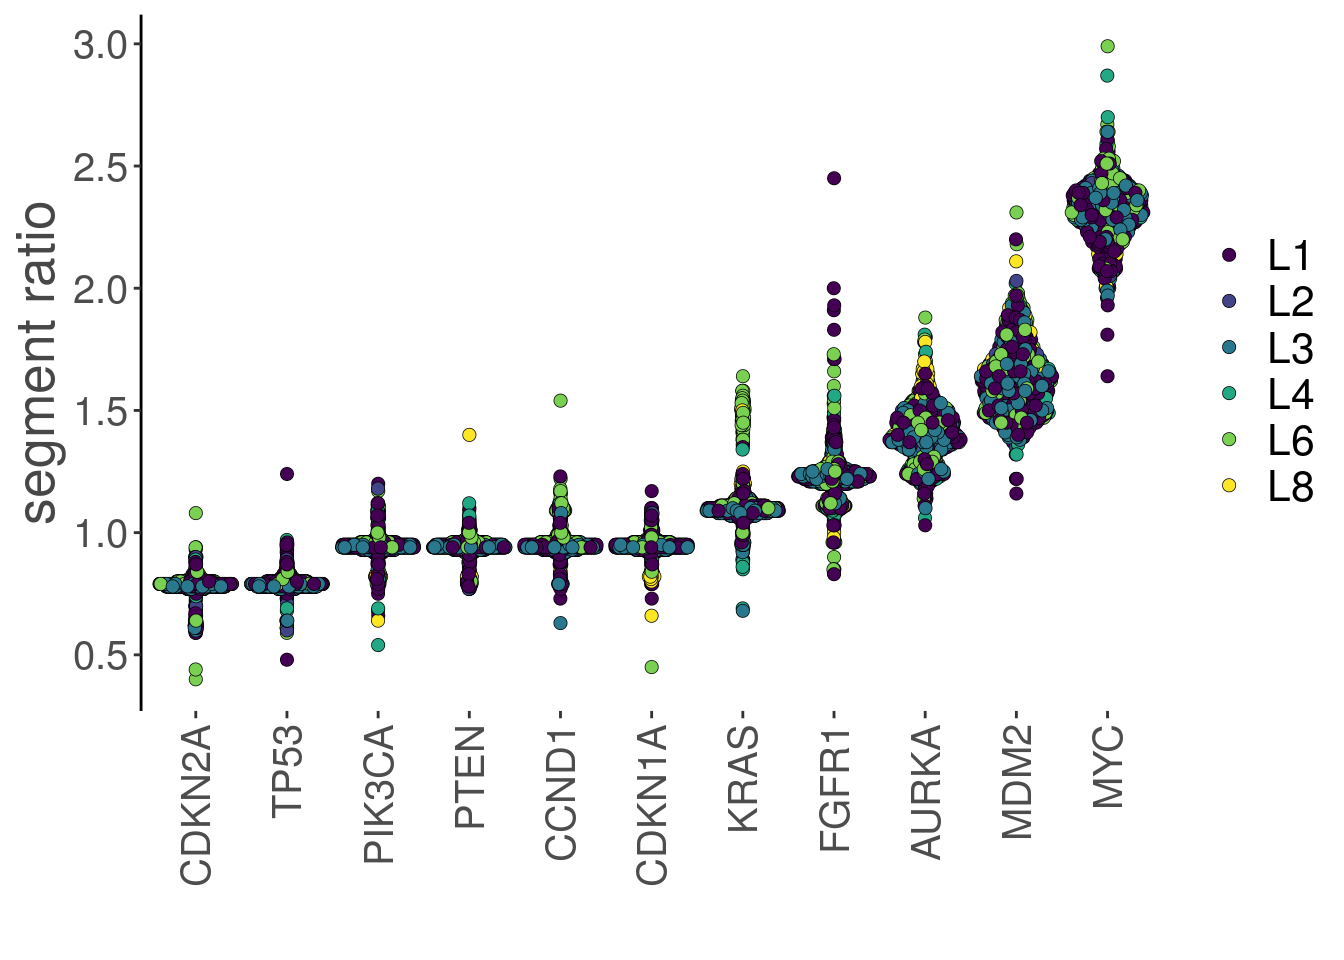 segment ratio
3.0
2.5
2.0
1.5
1.0
0.5
CDKN2A
TP53
PIK3CA
PTEN
CCND1
CDKN1A
KRAS
FGFR1
AURKA
MDM2
MYC
L1
L2
L3
L4
L6
L8